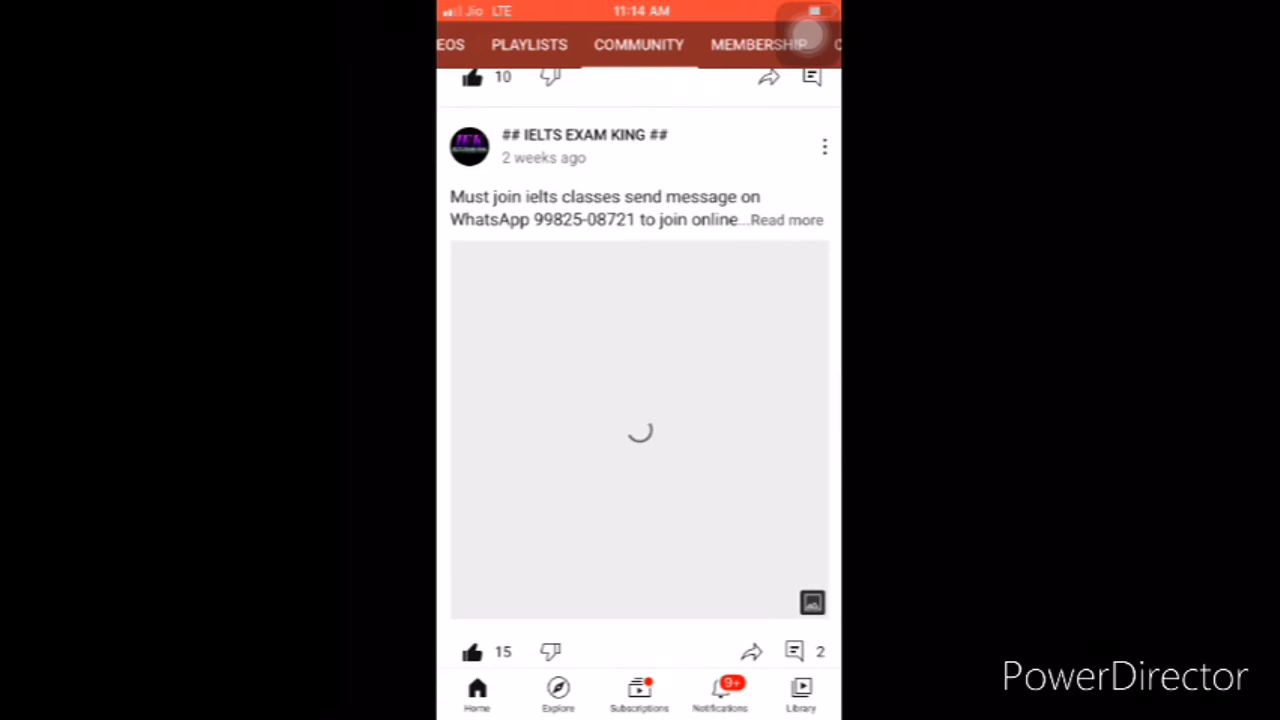 Jio LTE 11:14 AM
EOS PLAYLISTS COMMUNITY MEMBERSHIP
10
## IELTS EXAM KING ##
2 weeks ago
Must join ielts classes send message on
WhatsApp 99825-08721 to join online...Read more
15 2
9+
Home Explore Subscriptions Notifications Library
PowerDirector